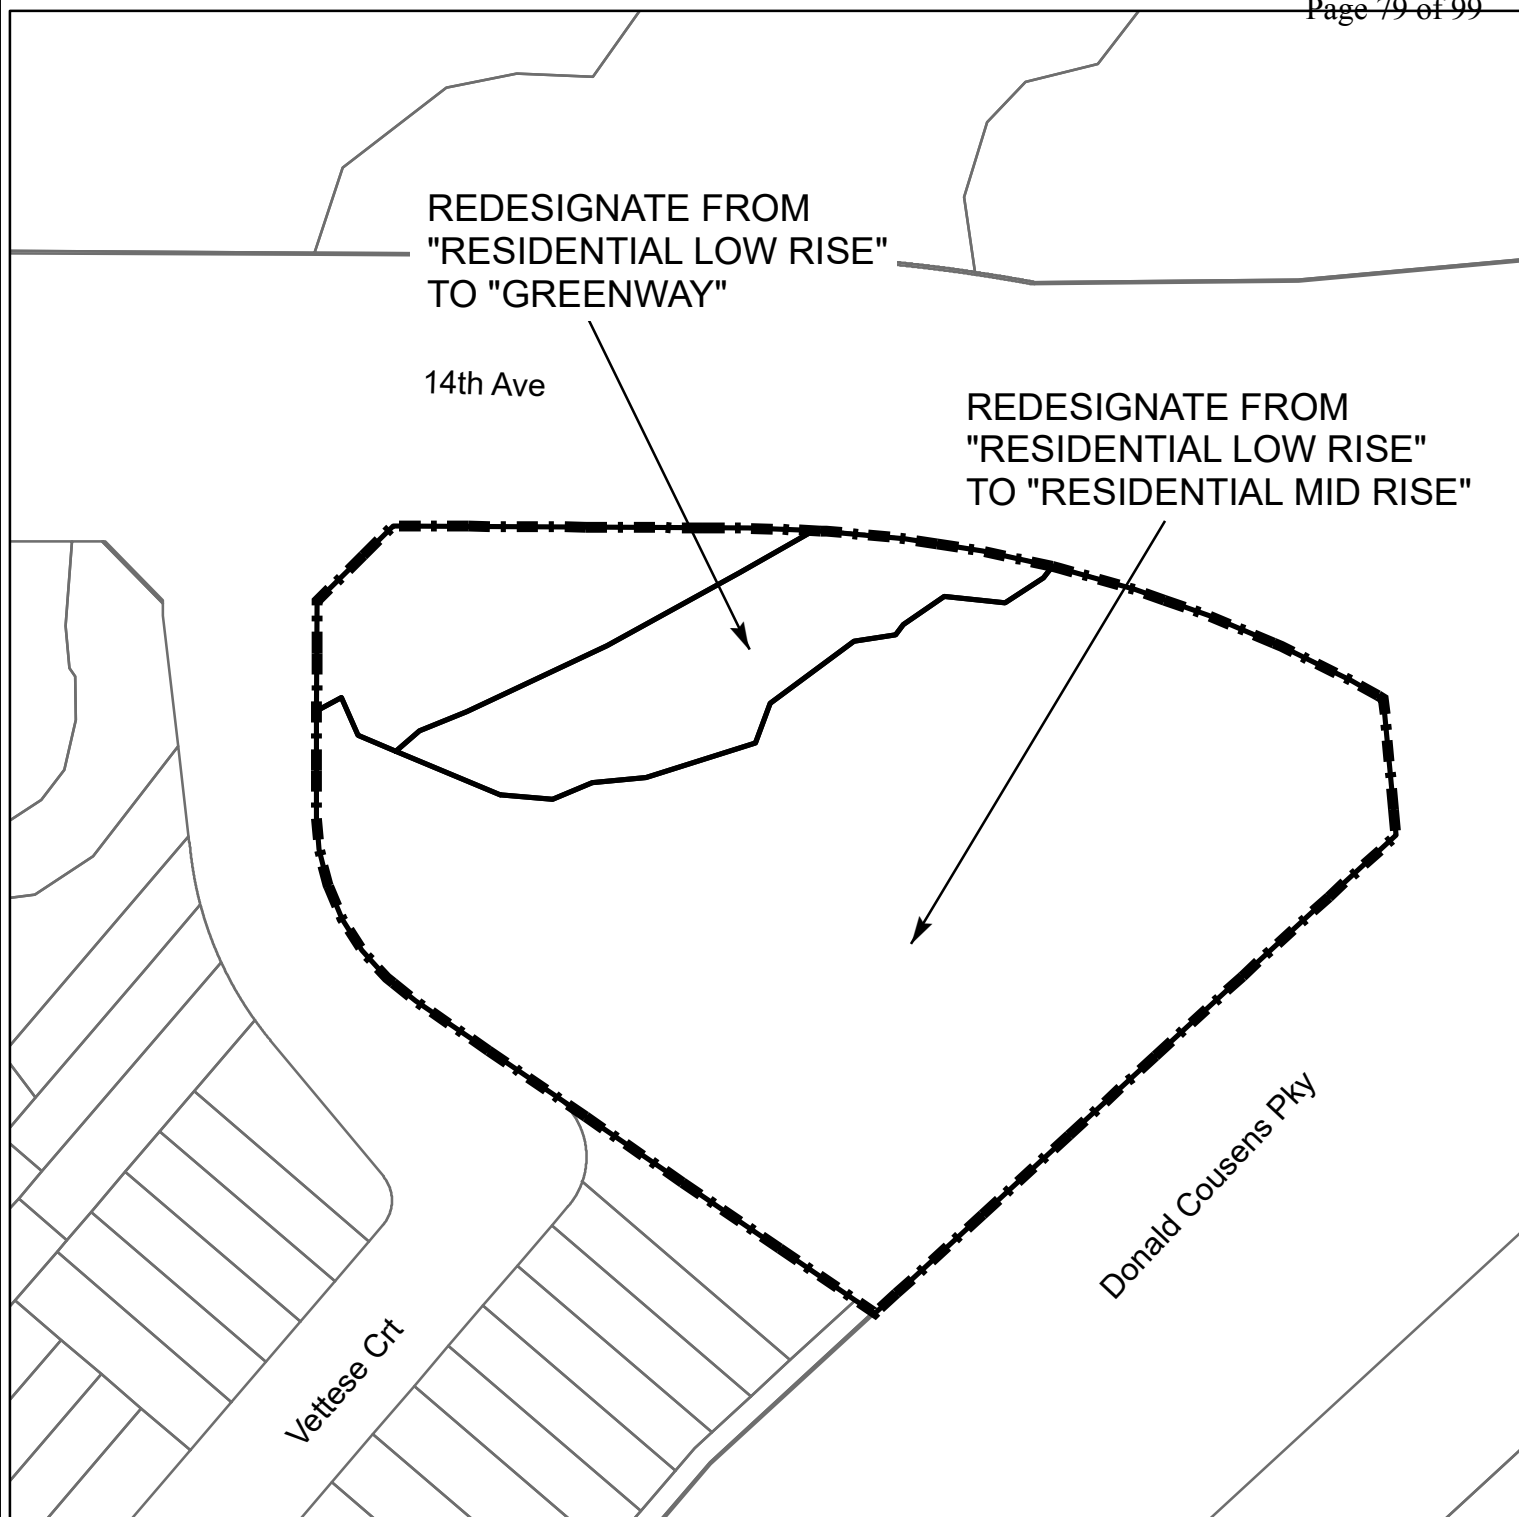 Page 79 of 99
REDESIGNATE FROM
"RESIDENTIAL LOW RISE"
TO "GREENWAY"
14th Ave
REDESIGNATE FROM
"RESIDENTIAL LOW RISE"
TO "RESIDENTIAL MID RISE"
Donald Cousens Pky
Vettese Crt